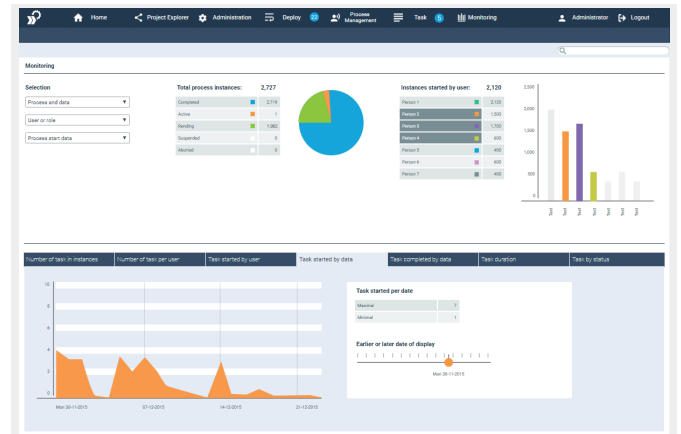 Home
Project Explorer
Administration
Deploy 22
Process Management
Task 5
Monitoring
Administrator
Logout
Monitoring
Selection
Process and data
User or role
Process start data
Total process instances: 2,727
Completed 2,714
Active 1
Pending 1,982
Suspended 0
Aborted 0
Instances started by user: 2,120
Person 1 2,120
Person 2 1,500
Person 3 1,700
Person 4 600
Person 5 400
Person 6 600
Person 7 400
2,500
2,000
1,500
1,000
500
0
Text Text Text Text Text Text Text
Number of task in instances
Number of task per user
Task started by user
Task started by data
Task completed by data
Task duration
Task by status
10
8
6
4
2
0
Mon 30-11-2015
07-12-2015
14-12-2015
21-12-2015
Task started per date
Maximal 7
Minimal 1
Earlier or later date of display
Mon 30-11-2015